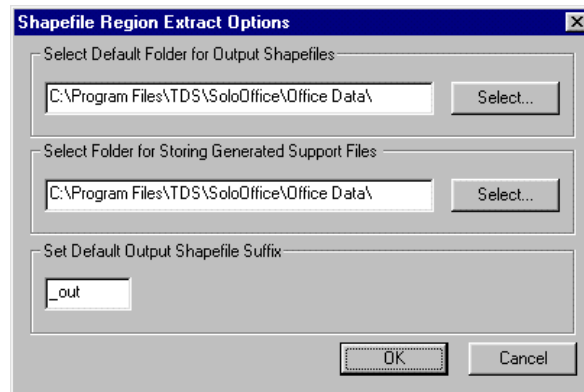 Shapefile Region Extract Options
Select Default Folder for Output Shapefiles
C:\Program Files\TDS\SoloOffice\Office Data\
Select...
Select Folder for Storing Generated Support Files
C:\Program Files\TDS\SoloOffice\Office Data\
Select...
Set Default Output Shapefile Suffix
_out
OK
Cancel